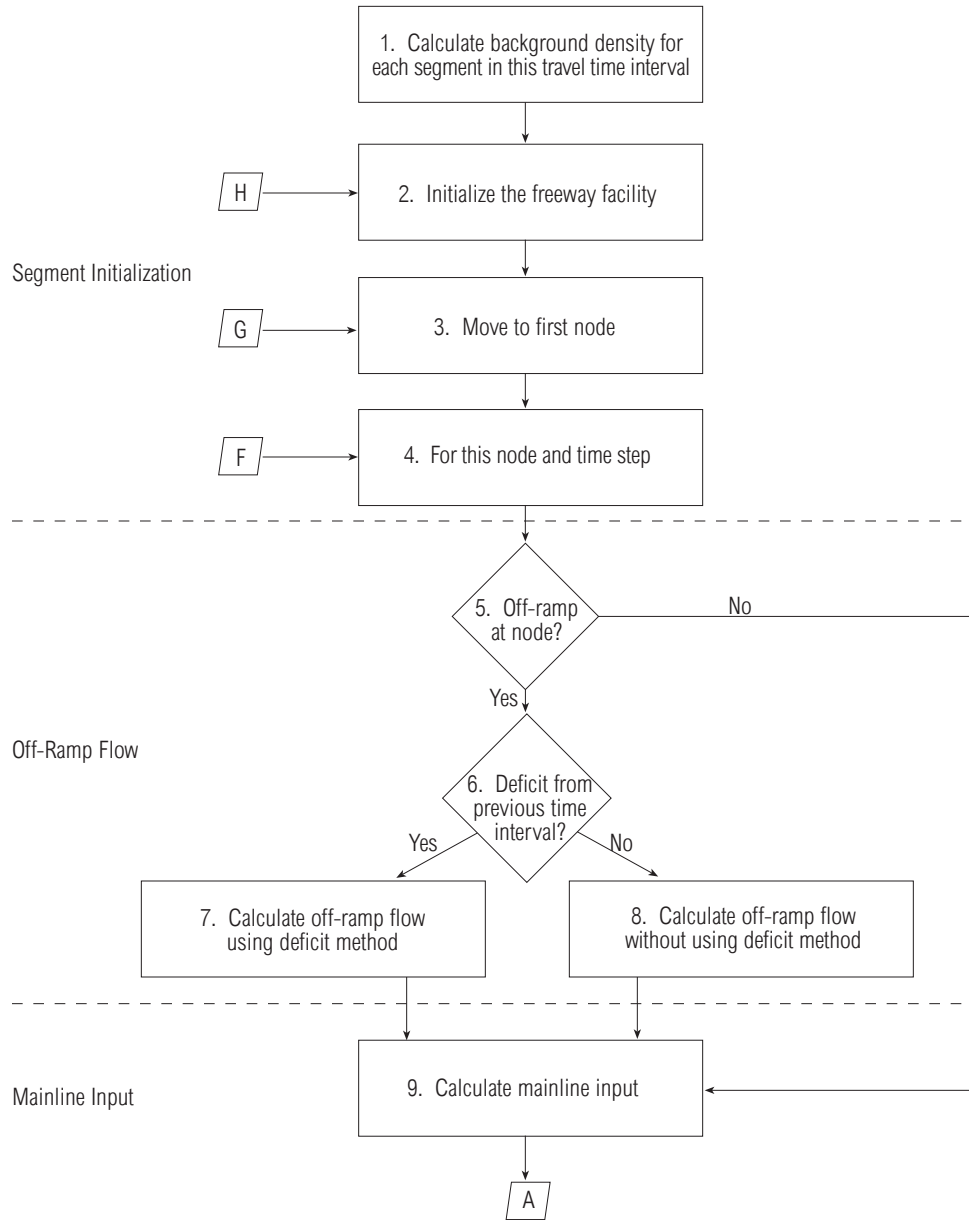 1. Calculate background density for
each segment in this travel time interval
H
2. Initialize the freeway facility
Segment Initialization
G
3. Move to first node
F
4. For this node and time step
5. Off-ramp
at node?
No
Yes
Off-Ramp Flow
6. Deficit from
previous time
interval?
Yes
No
7. Calculate off-ramp flow
using deficit method
8. Calculate off-ramp flow
without using deficit method
Mainline Input
9. Calculate mainline input
A